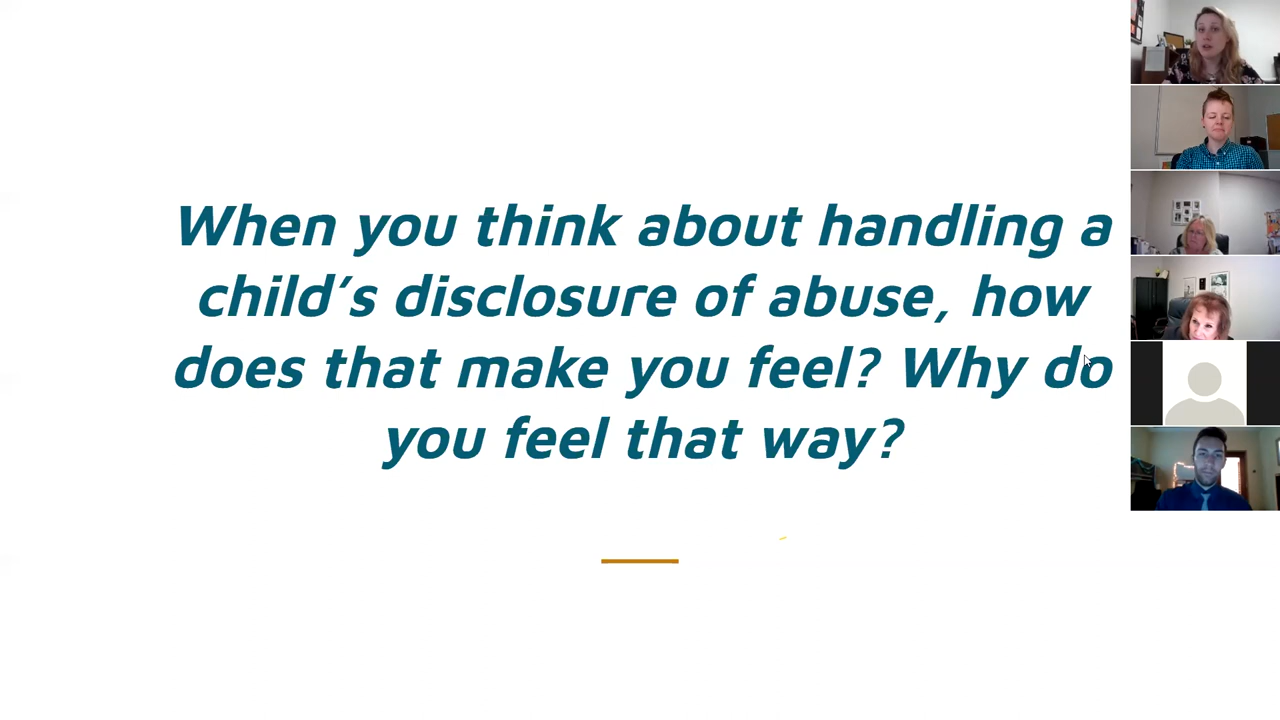 When you think about handling a
child's disclosure of abuse, how
does that make you feel? Why do
you feel that way?